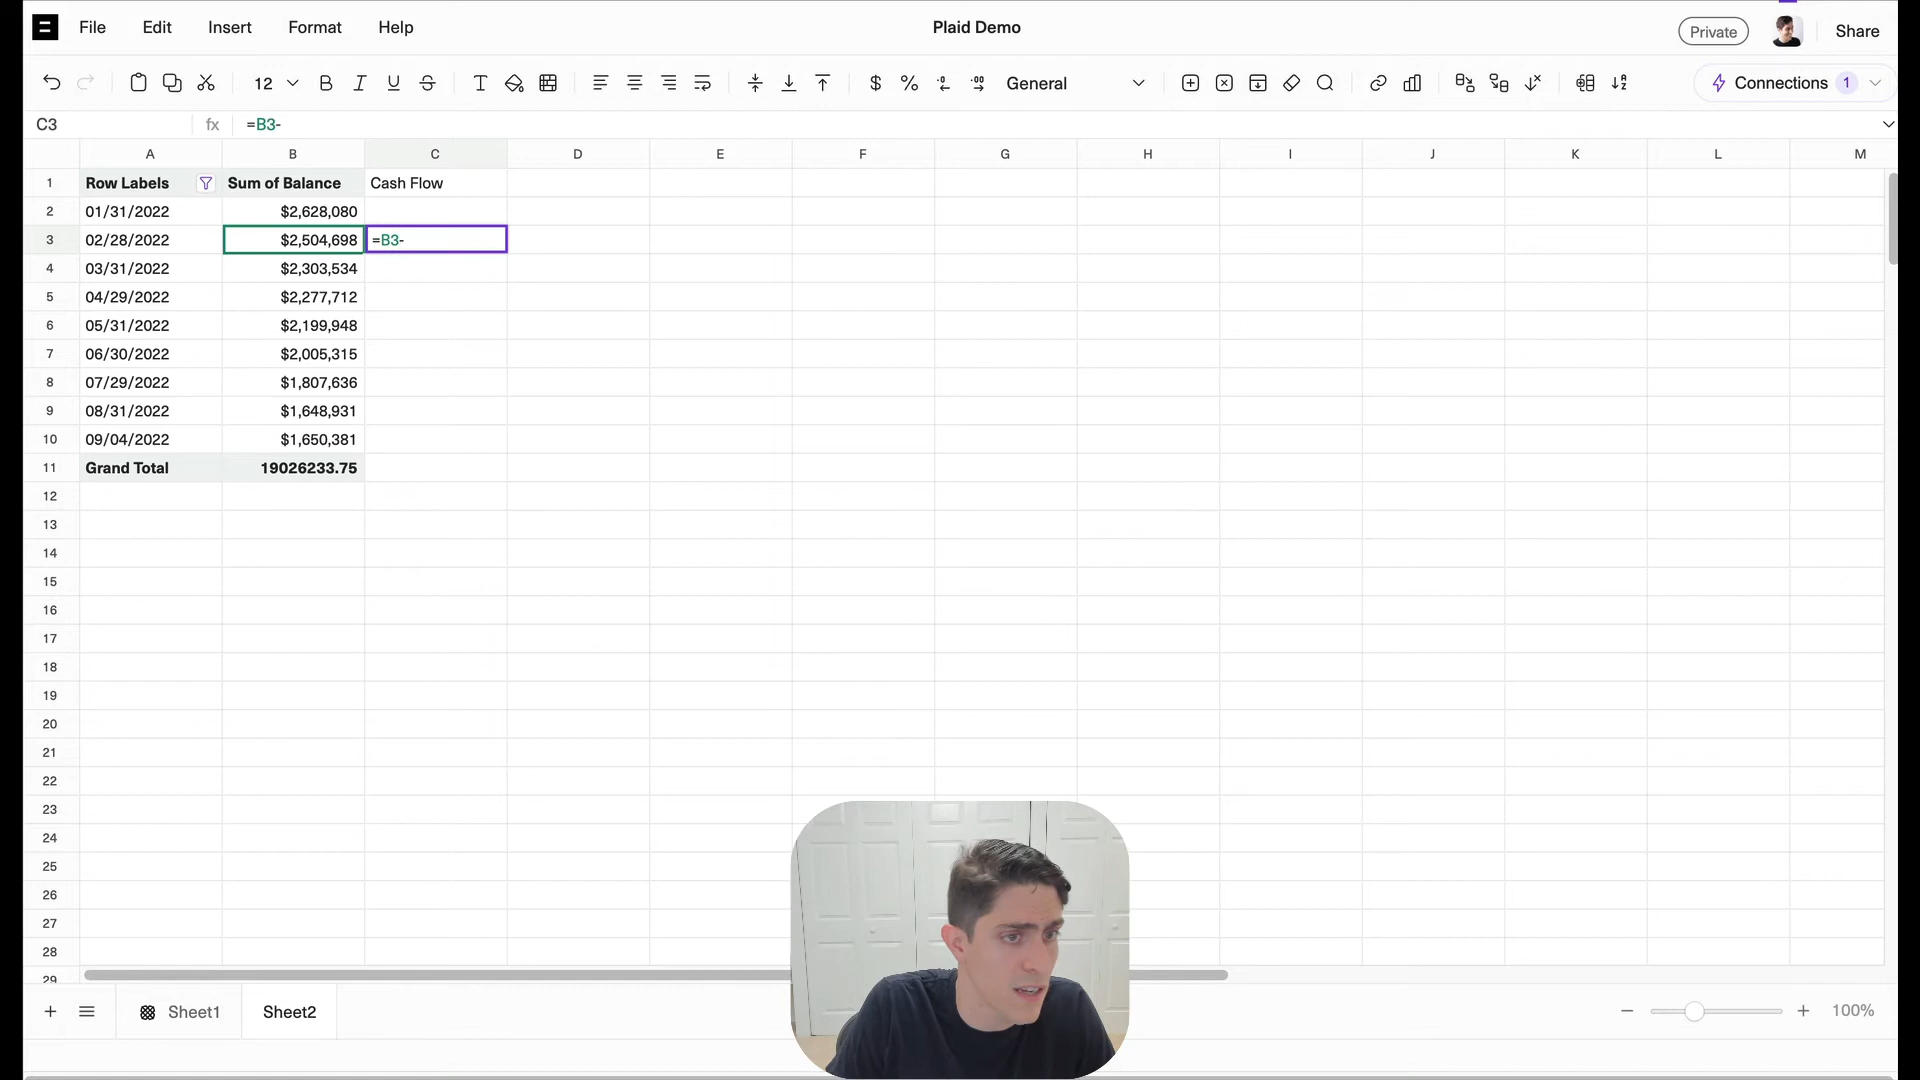 File Edit Insert Format Help
Plaid Demo
Private
Share
12
B I U S T
$ %
General
Connections 1
C3
fx
=B3-
A B C D E F G H I J K L M
1 Row Labels Sum of Balance Cash Flow
2 01/31/2022 $2,628,080
3 02/28/2022 $2,504,698 =B3-
4 03/31/2022 $2,303,534
5 04/29/2022 $2,277,712
6 05/31/2022 $2,199,948
7 06/30/2022 $2,005,315
8 07/29/2022 $1,807,636
9 08/31/2022 $1,648,931
10 09/04/2022 $1,650,381
11 Grand Total 19026233.75
12
13
14
15
16
17
18
19
20
21
22
23
24
25
26
27
28
29
Sheet1
Sheet2
100%